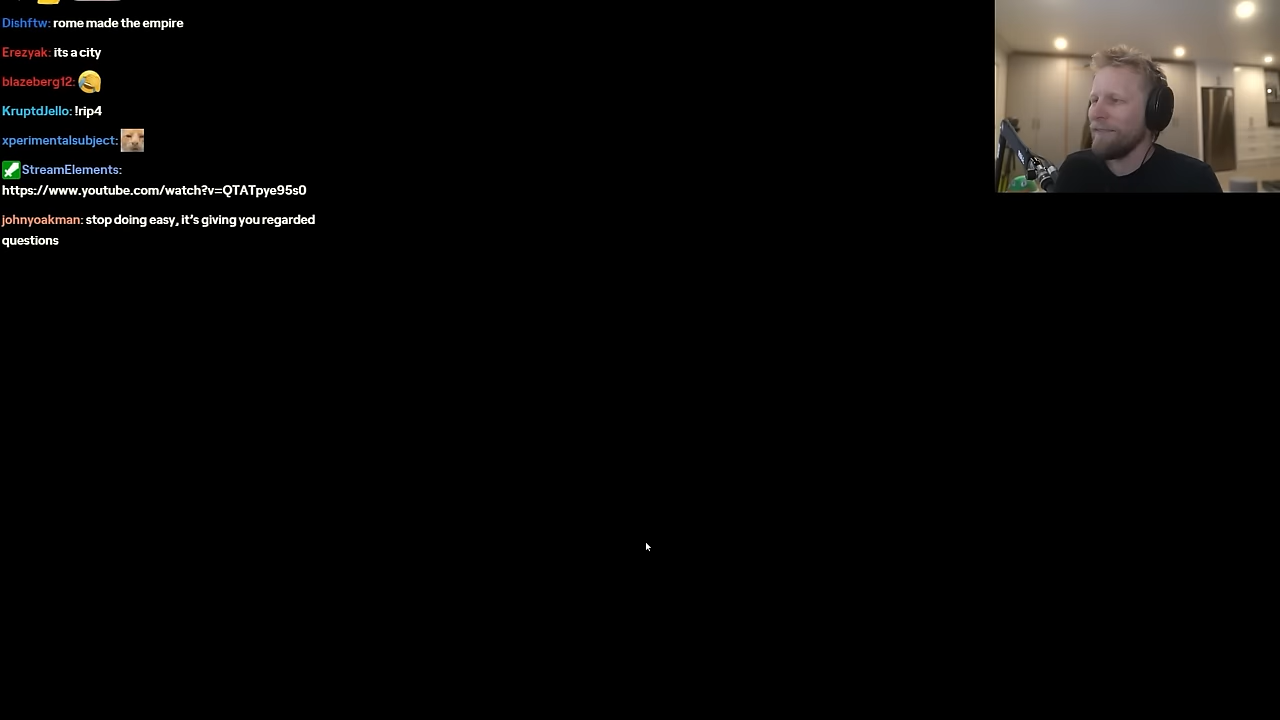 Dishftw: rome made the empire
Erezyak: its a city
blazeberg12:
KruptdJello: !rip4
xperimentalsubject:
StreamElements:
https://www.youtube.com/watch?v=QTATpye95s0
johnyoakman: stop doing easy, it's giving you regarded
questions